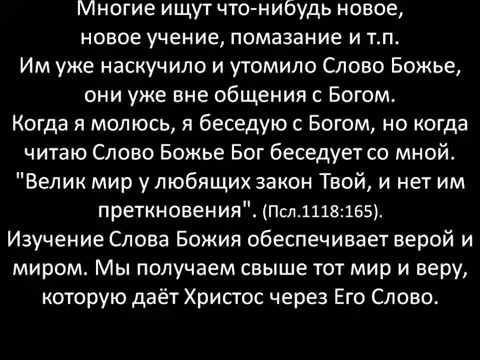 Многие ищут что-нибудь новое,
новое учение, помазание и т.п.
Им уже наскучило и утомило Слово Божье,
они уже вне общения с Богом.
Когда я молюсь, я беседую с Богом, но когда
читаю Слово Божье Бог беседует со мной.
"Велик мир у любящих закон Твой, и нет им
преткновения". (Псл.1118:165).
Изучение Слова Божия обеспечивает верой и
миром. Мы получаем свыше тот мир и веру,
которую даёт Христос через Его Слово.